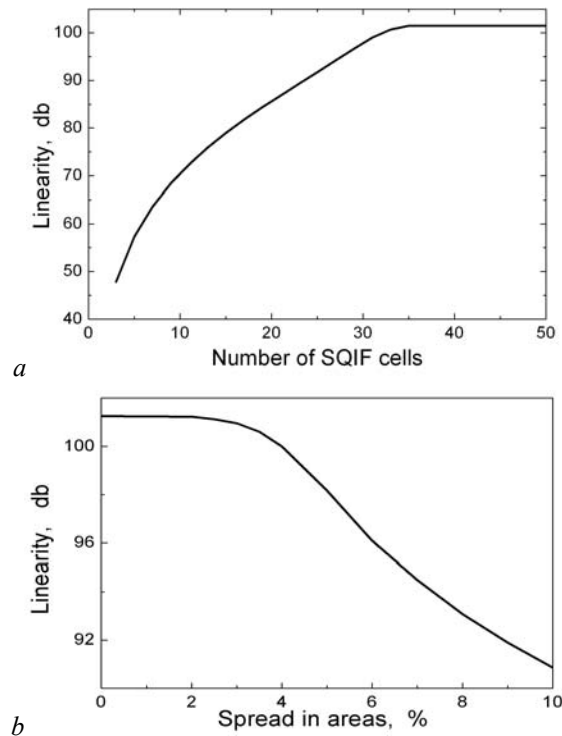 100
90
80
70
60
50
40
Linearity, db
0 10 20 30 40 50
Number of SQIF cells
a
100
96
92
Linearity, db
0 2 4 6 8 10
Spread in areas, %
b